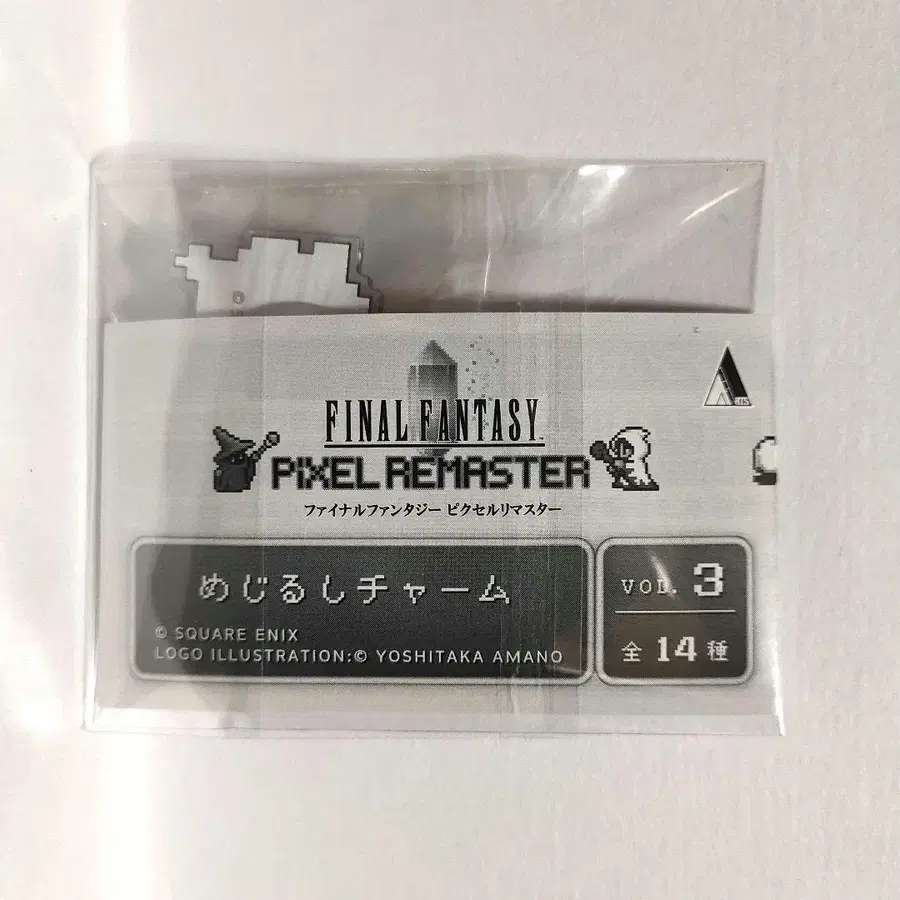 FINAL FANTASY
PIXEL REMASTER
ファイナルファンタジー ピクセルリマスター
めじるしチャーム
© SQUARE ENIX
LOGO ILLUSTRATION:© YOSHITAKA AMANO
VOL. 3
全 14 種